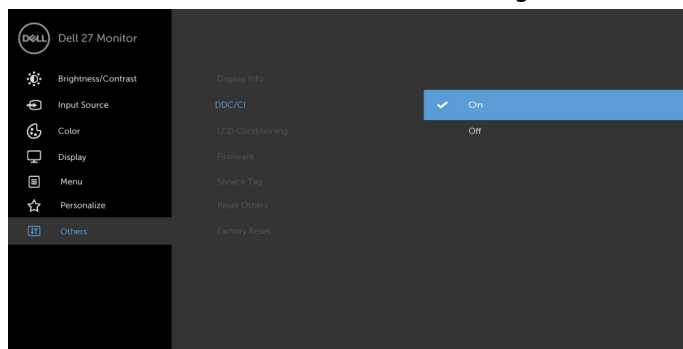 DELL
Dell 27 Monitor
Brightness/Contrast
Input Source
Color
Display
Menu
Personalize
Others
Display Info
DDC/CI
LCD Conditioning
Firmware
Service Tag
Reset Others
Factory Reset
On
Off